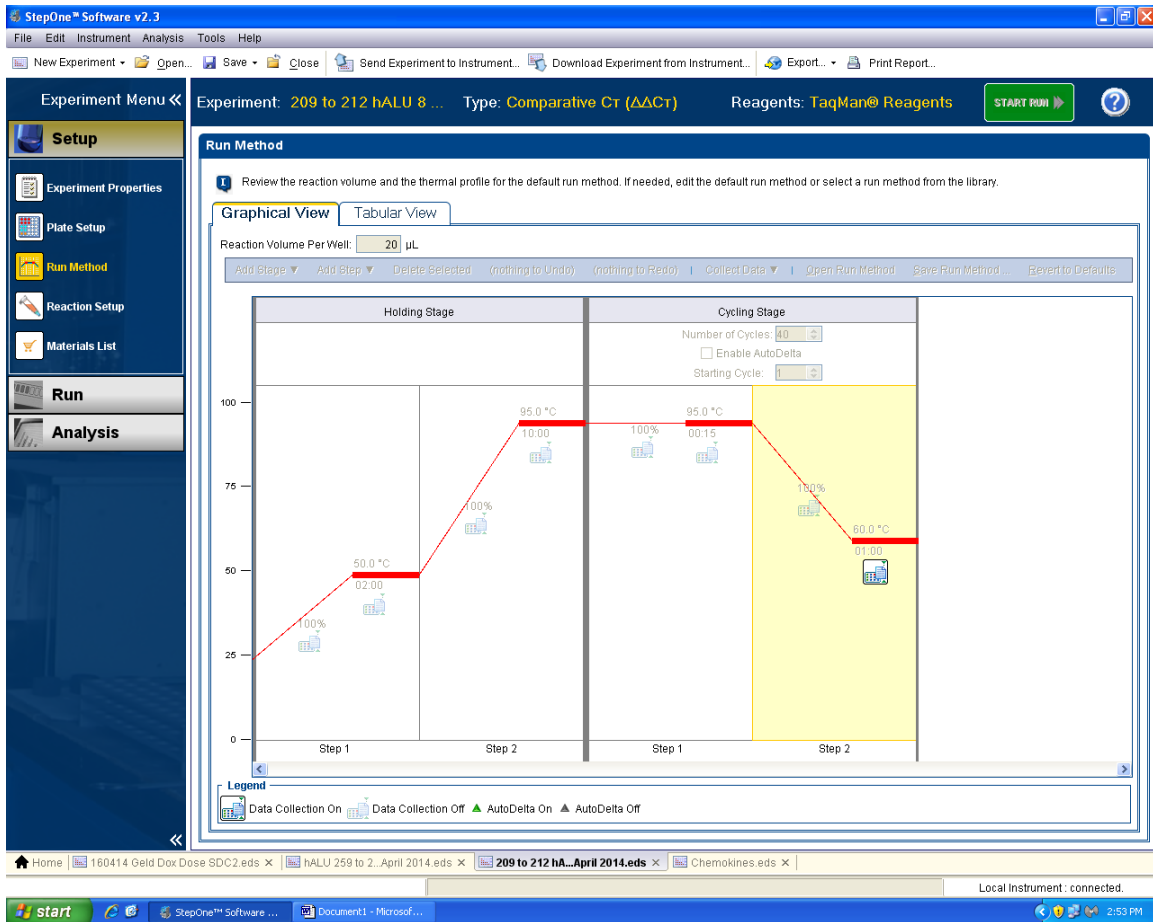 StepOne™ Software v2.3
File Edit Instrument Analysis Tools Help
New Experiment Open... Save Close Send Experiment to Instrument... Download Experiment from Instrument... Export... Print Report...
Experiment Menu «
Experiment: 209 to 212 hALU 8 ... Type: Comparative Cт (ΔΔCт) Reagents: TaqMan® Reagents START RUN
Setup
Experiment Properties
Plate Setup
Run Method
Reaction Setup
Materials List
Run
Analysis
«
Run Method
Review the reaction volume and the thermal profile for the default run method. If needed, edit the default run method or select a run method from the library.
Graphical View Tabular View
Reaction Volume Per Well: 20 µL
Add Stage ▼ Add Step ▼ Delete Selected (nothing to Undo) (nothing to Redo) | Collect Data ▼ | Open Run Method Save Run Method ... Revert to Defaults
Holding Stage Cycling Stage
Number of Cycles: 40
Enable AutoDelta
Starting Cycle: 1
100
75
50
25
0
100%
50.0 °C
02:00
100%
95.0 °C
10:00
100%
95.0 °C
00:15
100%
60.0 °C
01:00
Step 1 Step 2 Step 1 Step 2
Legend
Data Collection On Data Collection Off AutoDelta On AutoDelta Off
Home 160414 Geld Dox Dose SDC2.eds × hALU 259 to 2...April 2014.eds × 209 to 212 hA...April 2014.eds × Chemokines.eds ×
Local Instrument : connected.
start StepOne™ Software ... Document1 - Microsof... 2:53 PM